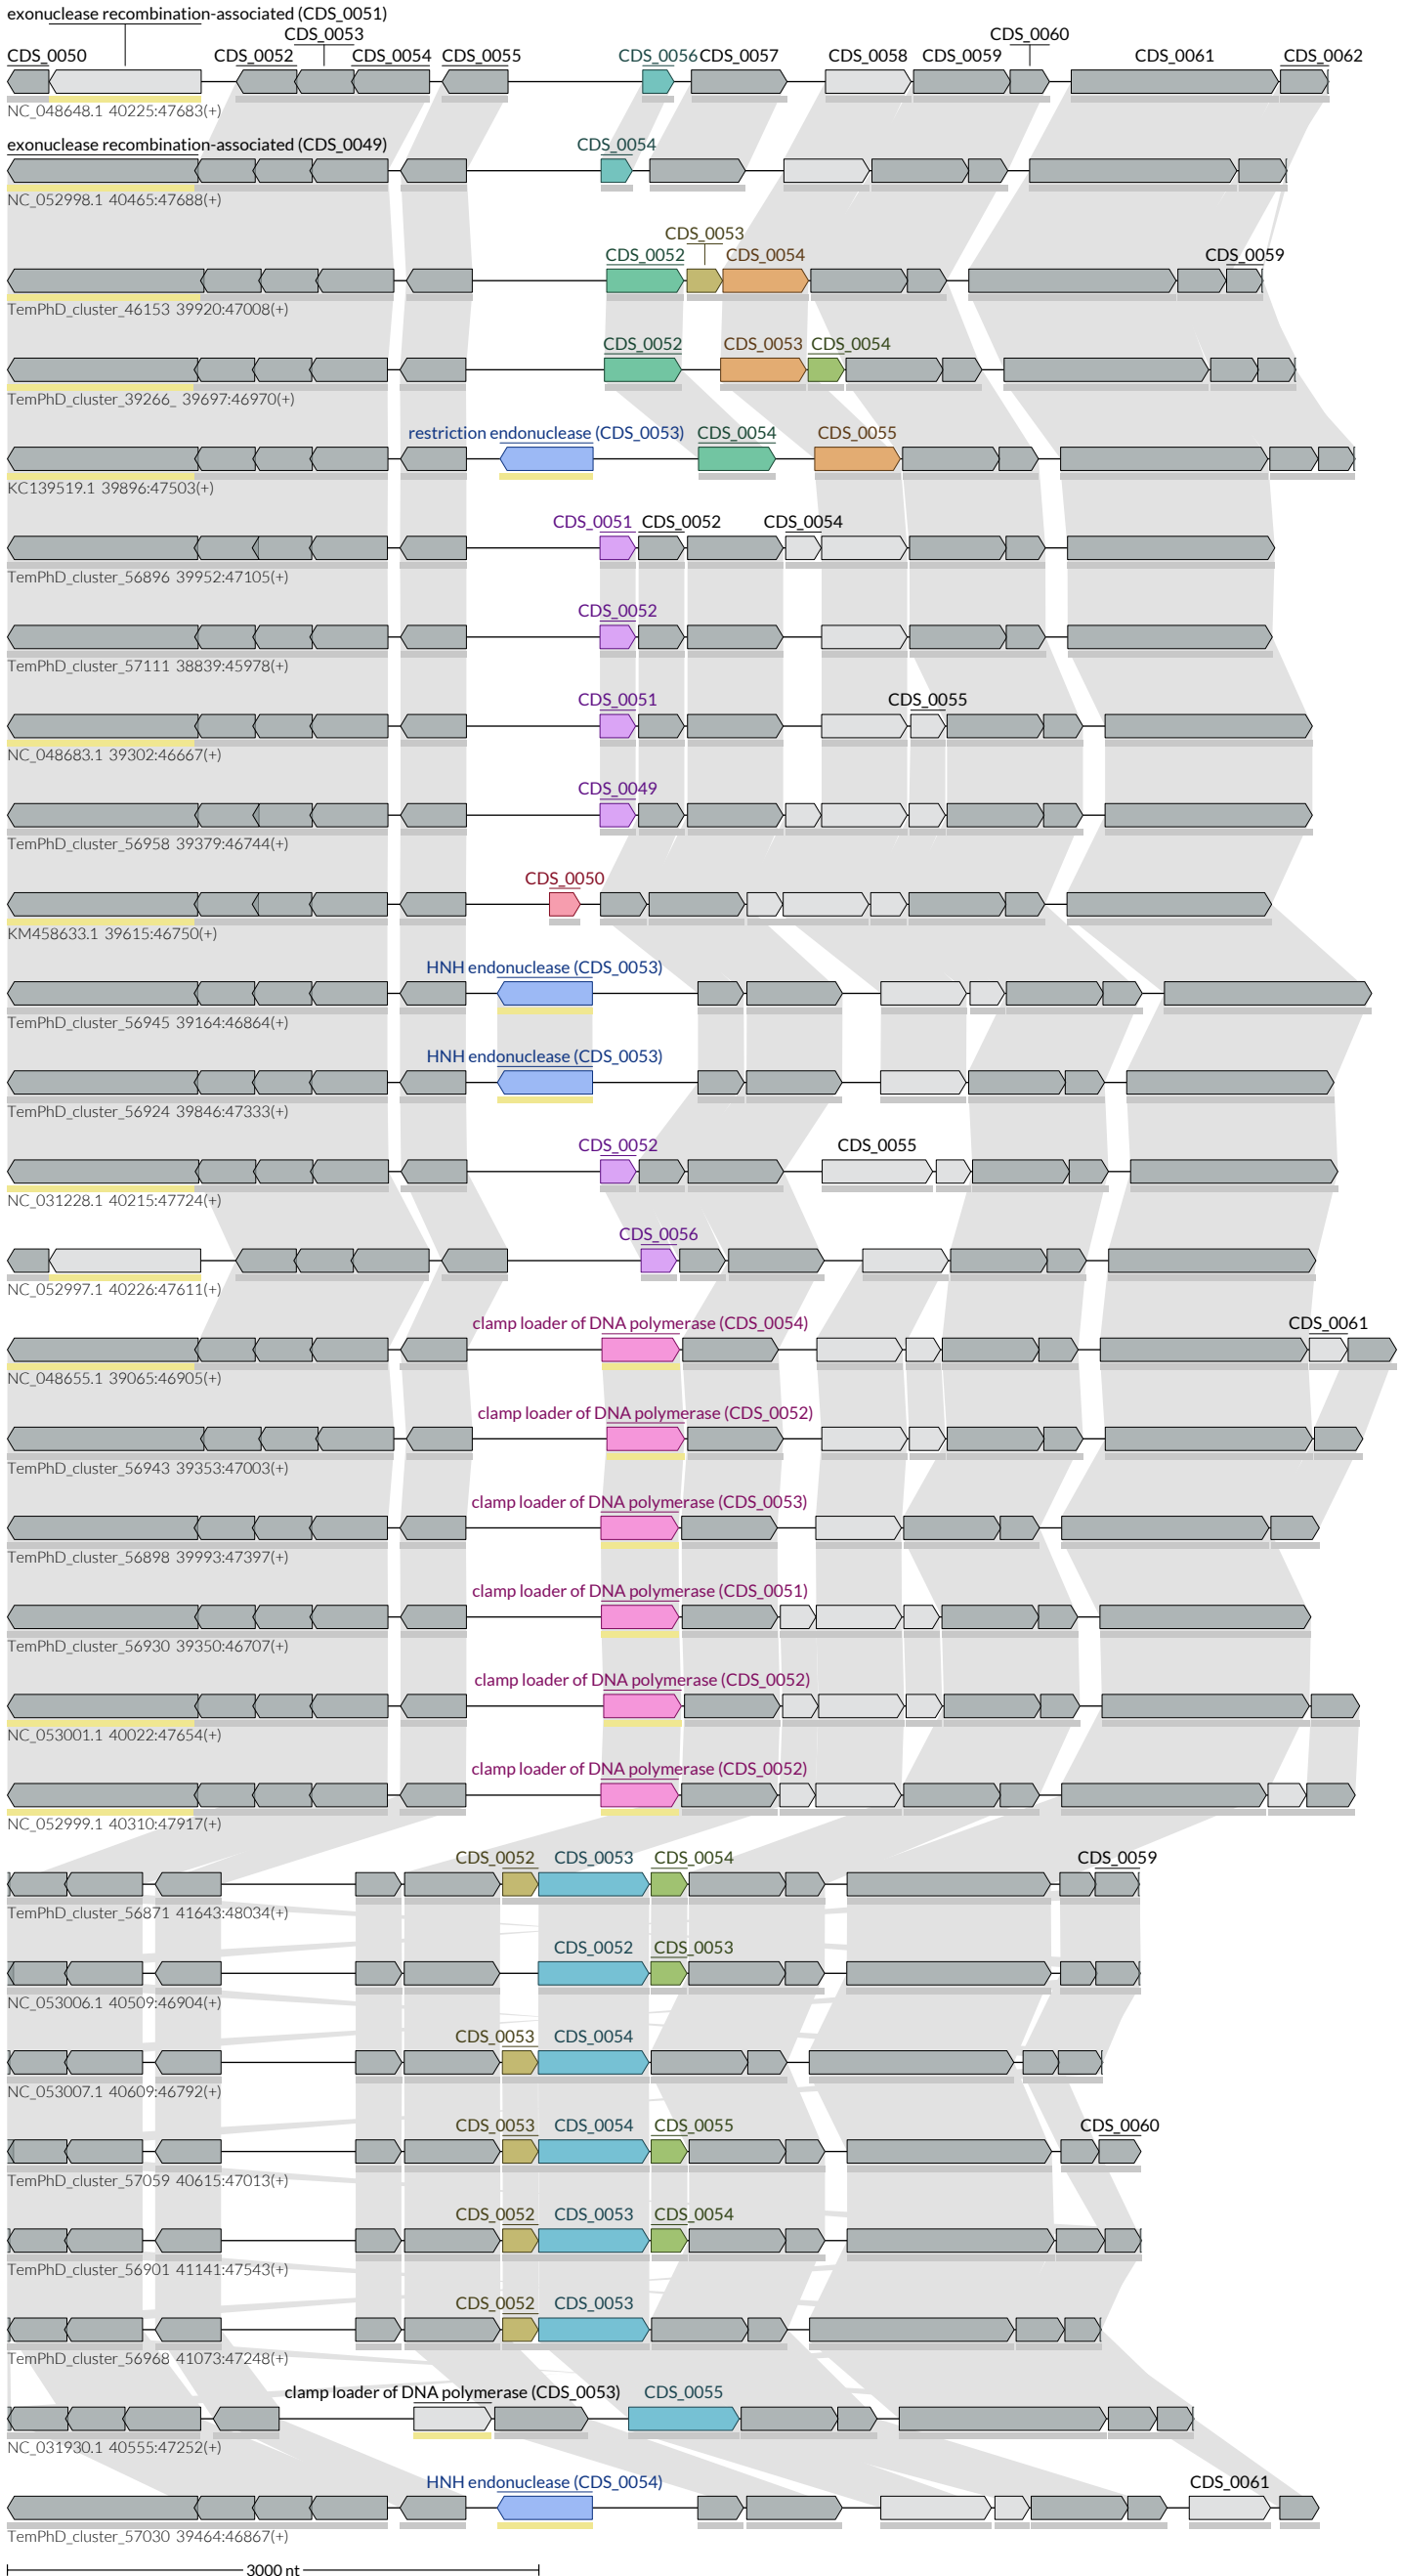 exonuclease recombination-associated (CDS_0051)
CDS_0053 CDS_0060
CDS_0050 CDS_0052 CDS_0054 CDS_0055 CDS_0056 CDS_0057 CDS_0058 CDS_0059 CDS_0061 CDS_0062
NC_048648.1 40225:47683(+)
exonuclease recombination-associated (CDS_0049) CDS_0054
NC_052998.1 40465:47688(+)
CDS_0053
CDS_0052 CDS_0054 CDS_0059
TemPhD_cluster_46153 39920:47008(+)
CDS_0052 CDS_0053 CDS_0054
TemPhD_cluster_39266_ 39697:46970(+)
restriction endonuclease (CDS_0053) CDS_0054 CDS_0055
KC139519.1 39896:47503(+)
CDS_0051 CDS_0052 CDS_0054
TemPhD_cluster_56896 39952:47105(+)
CDS_0052
TemPhD_cluster_57111 38839:45978(+)
CDS_0051 CDS_0055
NC_048683.1 39302:46667(+)
CDS_0049
TemPhD_cluster_56958 39379:46744(+)
CDS_0050
KM458633.1 39615:46750(+)
HNH endonuclease (CDS_0053)
TemPhD_cluster_56945 39164:46864(+)
HNH endonuclease (CDS_0053)
TemPhD_cluster_56924 39846:47333(+)
CDS_0052 CDS_0055
NC_031228.1 40215:47724(+)
CDS_0056
NC_052997.1 40226:47611(+)
clamp loader of DNA polymerase (CDS_0054) CDS_0061
NC_048655.1 39065:46905(+)
clamp loader of DNA polymerase (CDS_0052)
TemPhD_cluster_56943 39353:47003(+)
clamp loader of DNA polymerase (CDS_0053)
TemPhD_cluster_56898 39993:47397(+)
clamp loader of DNA polymerase (CDS_0051)
TemPhD_cluster_56930 39350:46707(+)
clamp loader of DNA polymerase (CDS_0052)
NC_053001.1 40022:47654(+)
clamp loader of DNA polymerase (CDS_0052)
NC_052999.1 40310:47917(+)
CDS_0052 CDS_0053 CDS_0054 CDS_0059
TemPhD_cluster_56871 41643:48034(+)
CDS_0052 CDS_0053
NC_053006.1 40509:46904(+)
CDS_0053 CDS_0054
NC_053007.1 40609:46792(+)
CDS_0053 CDS_0054 CDS_0055 CDS_0060
TemPhD_cluster_57059 40615:47013(+)
CDS_0052 CDS_0053 CDS_0054
TemPhD_cluster_56901 41141:47543(+)
CDS_0052 CDS_0053
TemPhD_cluster_56968 41073:47248(+)
clamp loader of DNA polymerase (CDS_0053) CDS_0055
NC_031930.1 40555:47252(+)
HNH endonuclease (CDS_0054) CDS_0061
TemPhD_cluster_57030 39464:46867(+)
3000 nt